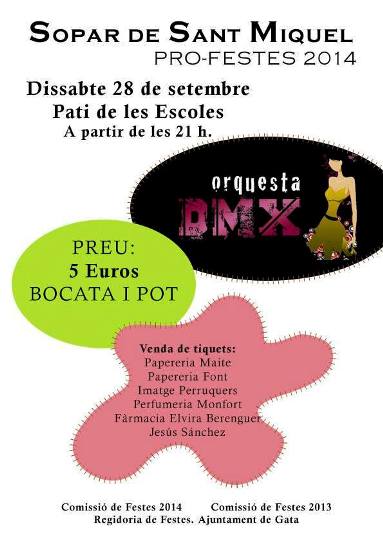 SOPAR DE SANT MIQUEL
PRO-FESTES 2014
Dissabte 28 de setembre
Pati de les Escoles
A partir de les 21 h.
orquesta
BMX
PREU:
5 Euros
BOCATA I POT
Venda de tiquets:
Papereria Maite
Papereria Font
Imatge Perruquers
Perfumeria Monfort
Fàrmacia Elvira Berenguer
Jesús Sánchez
Comissió de Festes 2014 Comissió de Festes 2013
Regidoria de Festes. Ajuntament de Gata